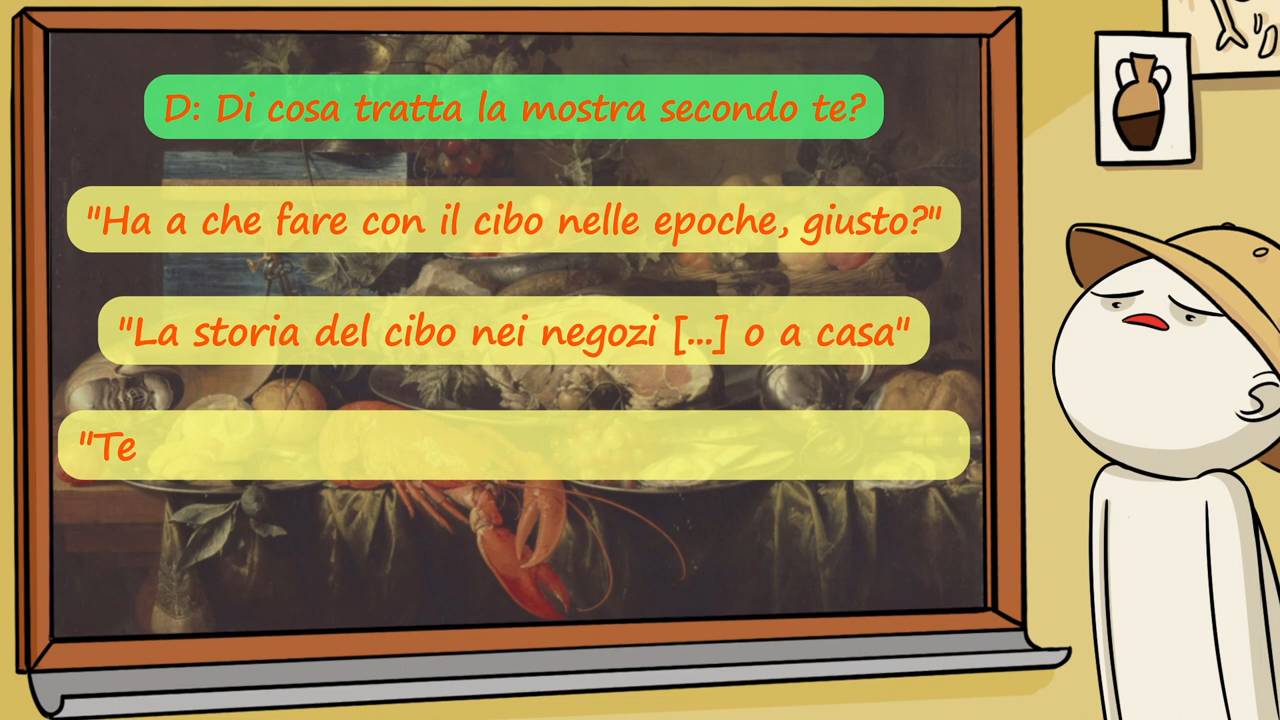 D: Di cosa tratta la mostra secondo te?
"Ha a che fare con il cibo nelle epoche, giusto?"
"La storia del cibo nei negozi [...] o a casa"
"Te